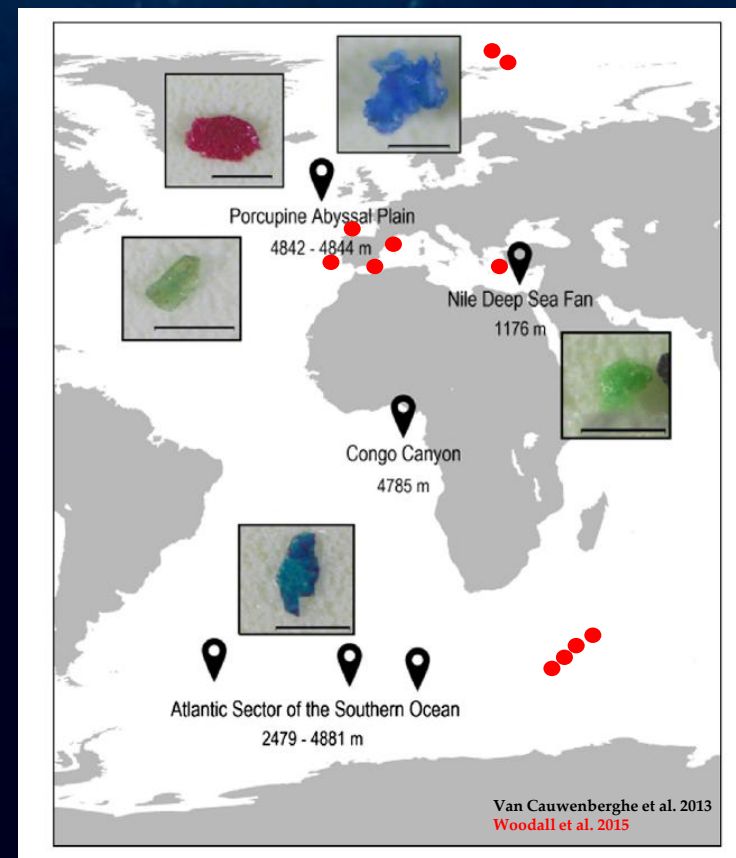 Porcupine Abyssal Plain
4842 - 4844 m
Nile Deep Sea Fan
1176 m
Congo Canyon
4785 m
Atlantic Sector of the Southern Ocean
2479 - 4881 m
Van Cauwenberghe et al. 2013
Woodall et al. 2015